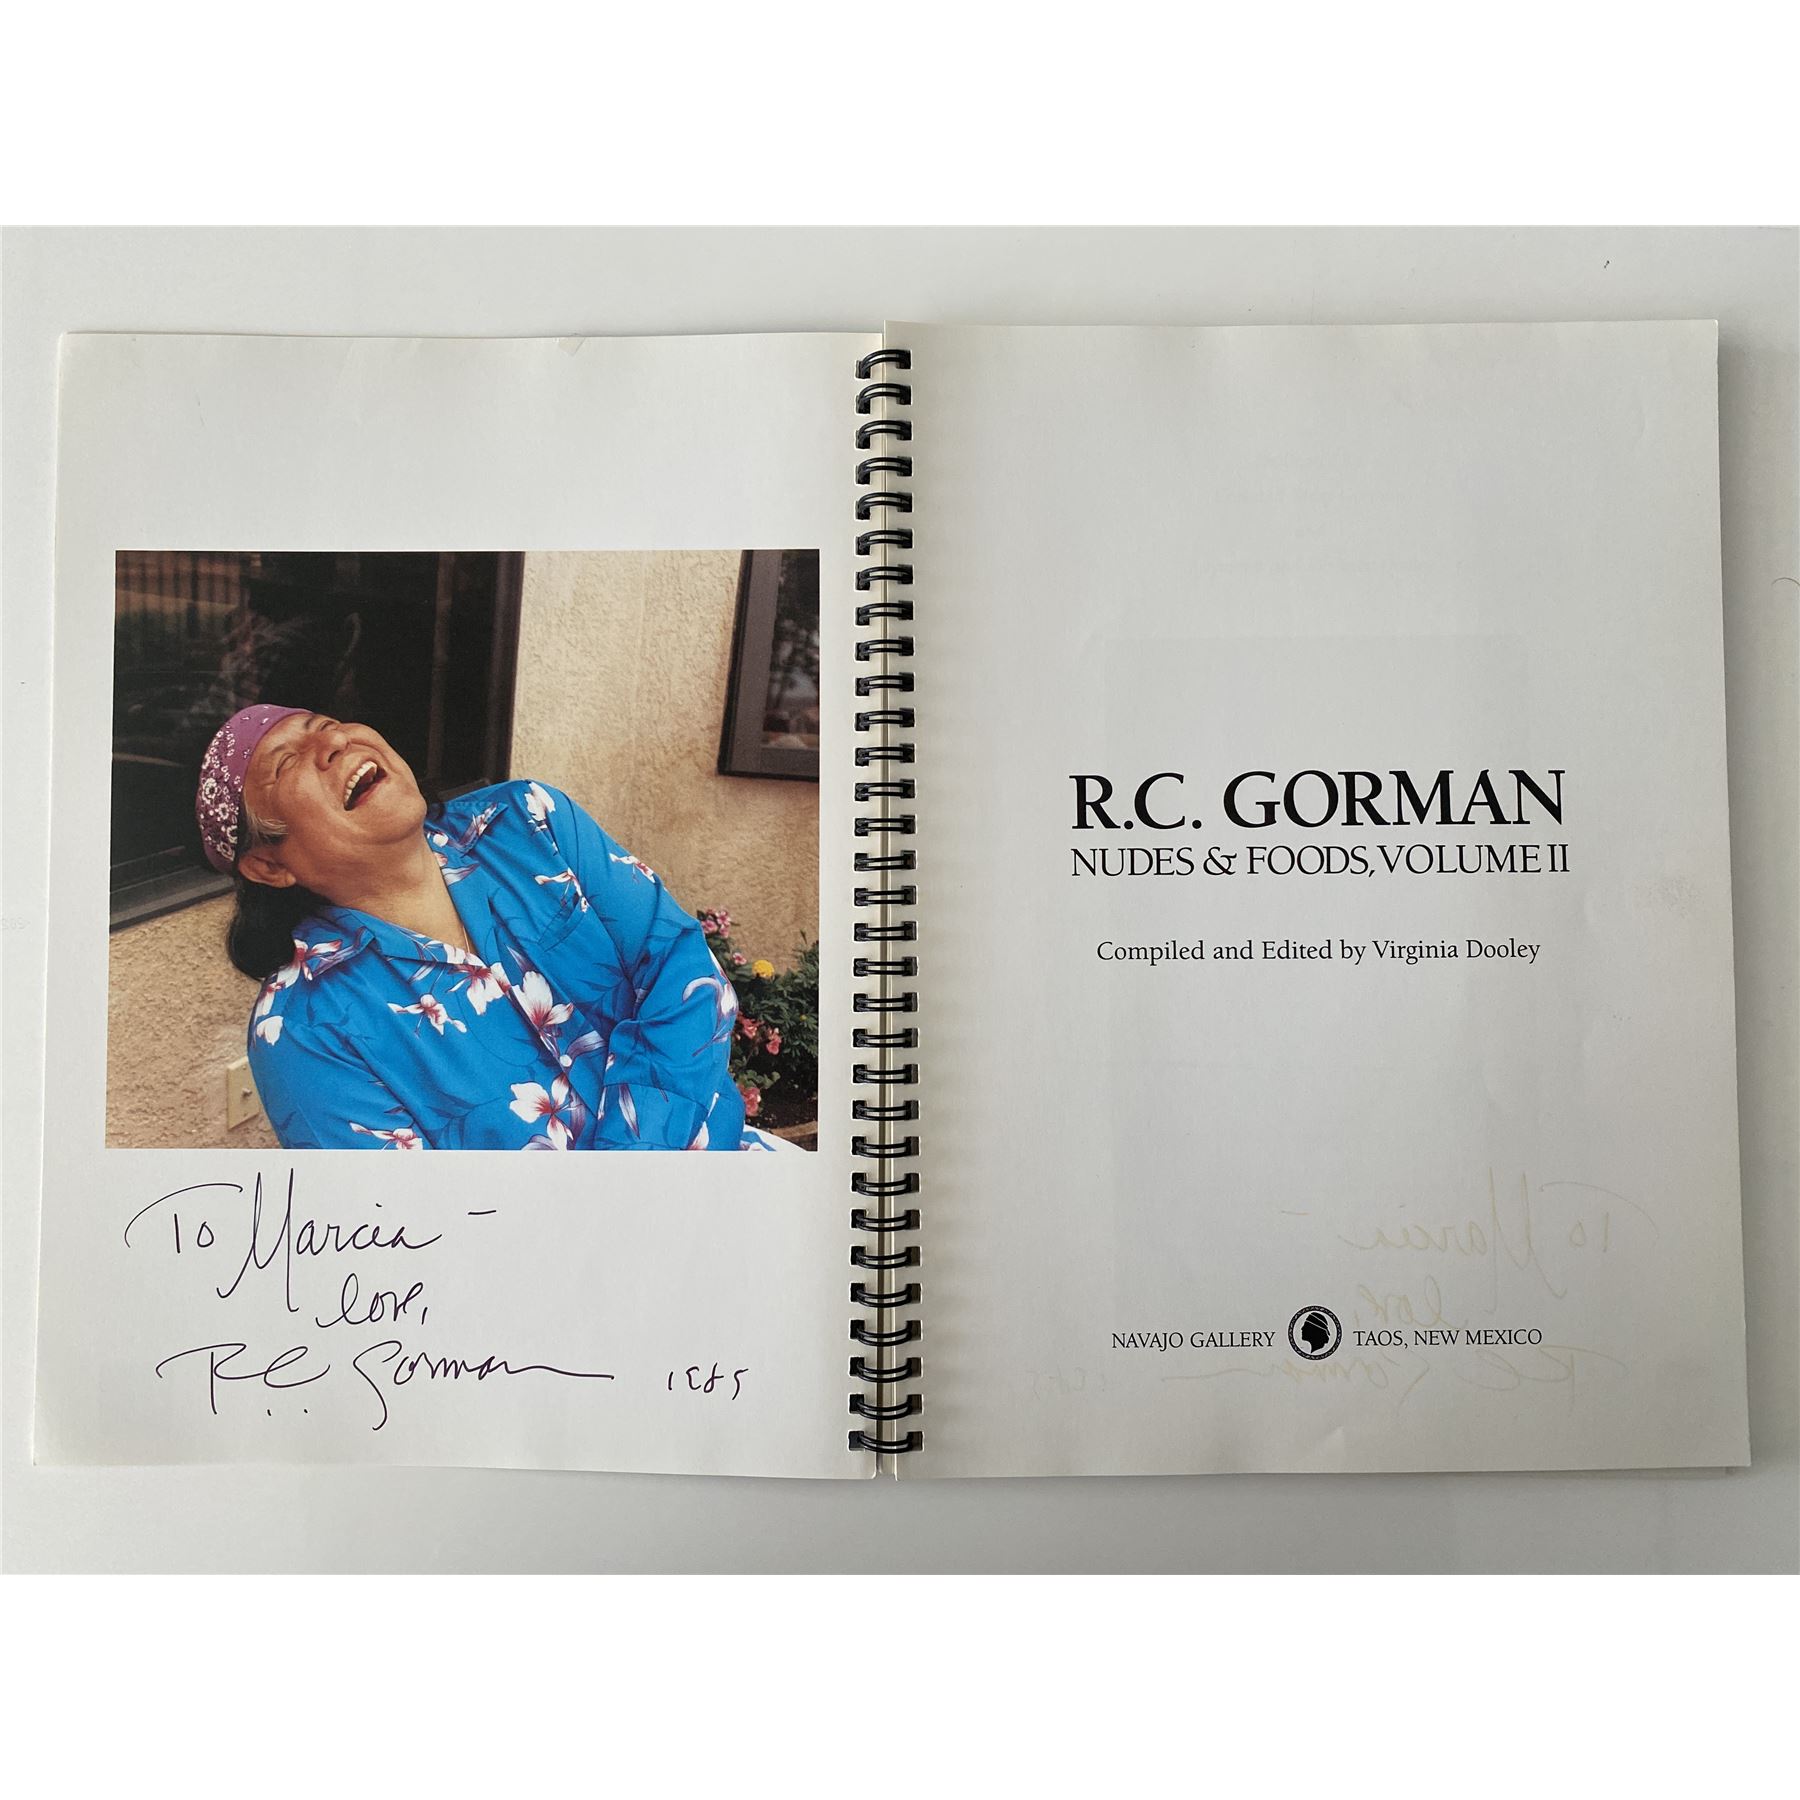 To Marcia —
love,
R.C. Gorman 1985
R.C. GORMAN
NUDES & FOODS, VOLUME II
Compiled and Edited by Virginia Dooley
NAVAJO GALLERY TAOS, NEW MEXICO